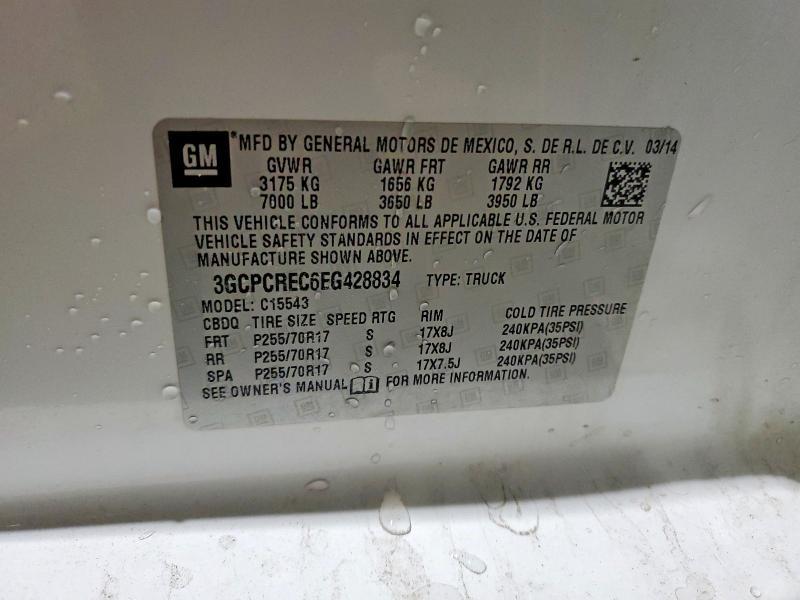 GM
*MFD BY GENERAL MOTORS DE MEXICO, S. DE R.L. DE C.V. 03/14
GVWR GAWR FRT GAWR RR
3175 KG 1656 KG 1792 KG
7000 LB 3650 LB 3950 LB
THIS VEHICLE CONFORMS TO ALL APPLICABLE U.S. FEDERAL MOTOR
VEHICLE SAFETY STANDARDS IN EFFECT ON THE DATE OF
MANUFACTURE SHOWN ABOVE.
3GCPCREC6EG428834 TYPE: TRUCK
MODEL: C15543
CBDQ TIRE SIZE SPEED RTG RIM COLD TIRE PRESSURE
FRT P255/70R17 S 17X8J 240KPA(35PSI)
RR P255/70R17 S 17X8J 240KPA(35PSI)
SPA P255/70R17 S 17X7.5J 240KPA(35PSI)
SEE OWNER'S MANUAL FOR MORE INFORMATION.